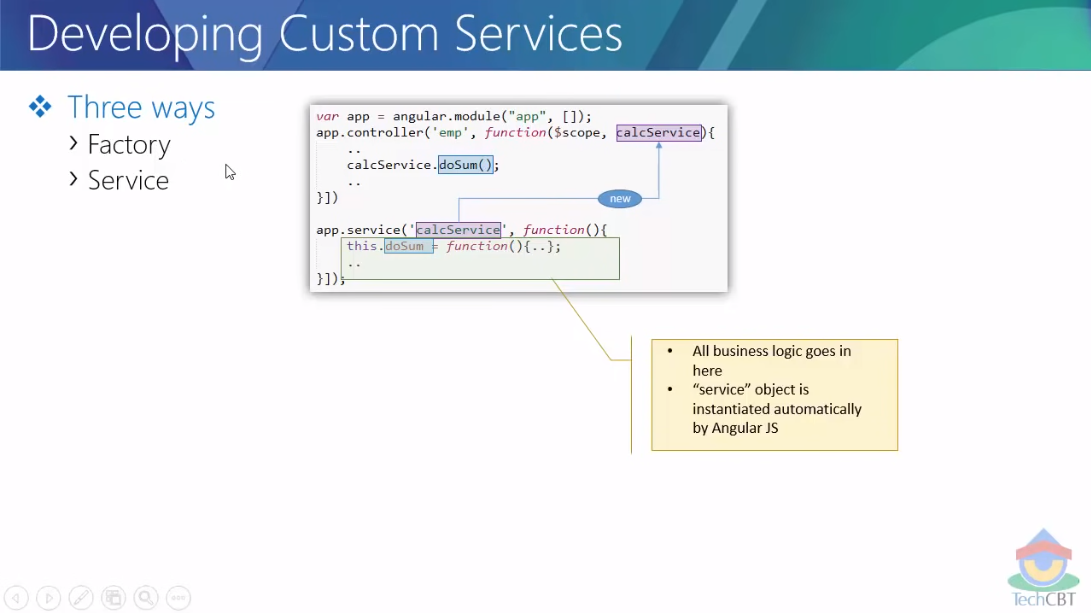 Developing Custom Services
❖ Three ways
› Factory
› Service
var app = angular.module("app", []);
app.controller('emp', function($scope, calcService){
..
calcService.doSum();
..
}])
new
app.service('calcService', function(){
this.doSum = function(){..};
..
}]);
• All business logic goes in
here
• “service” object is
instantiated automatically
by Angular JS
TechCBT